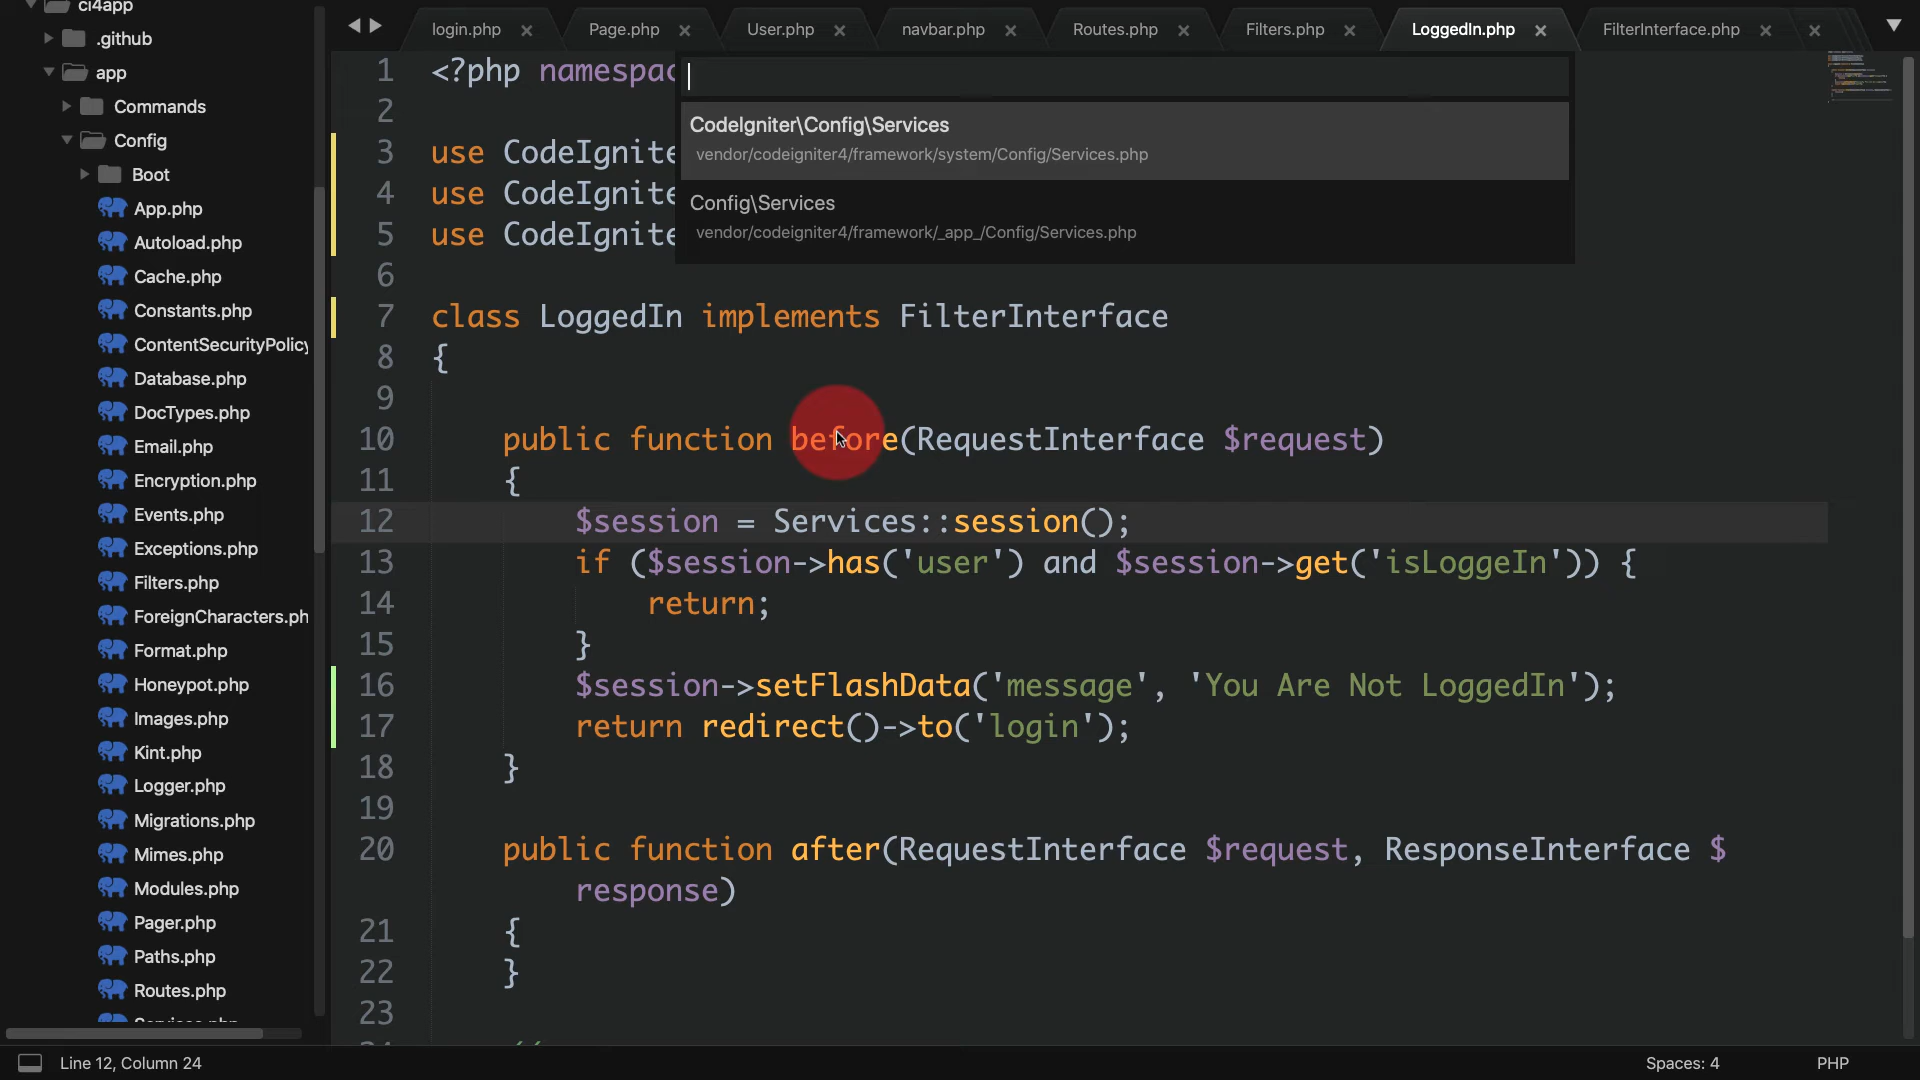 ci4app
.github
app
Commands
Config
Boot
App.php
Autoload.php
Cache.php
Constants.php
ContentSecurityPolicy
Database.php
DocTypes.php
Email.php
Encryption.php
Events.php
Exceptions.php
Filters.php
ForeignCharacters.ph
Format.php
Honeypot.php
Images.php
Kint.php
Logger.php
Migrations.php
Mimes.php
Modules.php
Pager.php
Paths.php
Routes.php
login.php × Page.php × User.php × navbar.php × Routes.php × Filters.php × LoggedIn.php × FilterInterface.php × ×
CodeIgniter\Config\Services
vendor/codeigniter4/framework/system/Config/Services.php
Config\Services
vendor/codeigniter4/framework/_app_/Config/Services.php
1 <?php namespac
2
3 use CodeIgnite
4 use CodeIgnite
5 use CodeIgnite
6
7 class LoggedIn implements FilterInterface
8 {
9
10 public function before(RequestInterface $request)
11 {
12 $session = Services::session();
13 if ($session->has('user') and $session->get('isLoggeIn')) {
14 return;
15 }
16 $session->setFlashData('message', 'You Are Not LoggedIn');
17 return redirect()->to('login');
18 }
19
20 public function after(RequestInterface $request, ResponseInterface $
response)
21 {
22 }
23
Line 12, Column 24
Spaces: 4
PHP